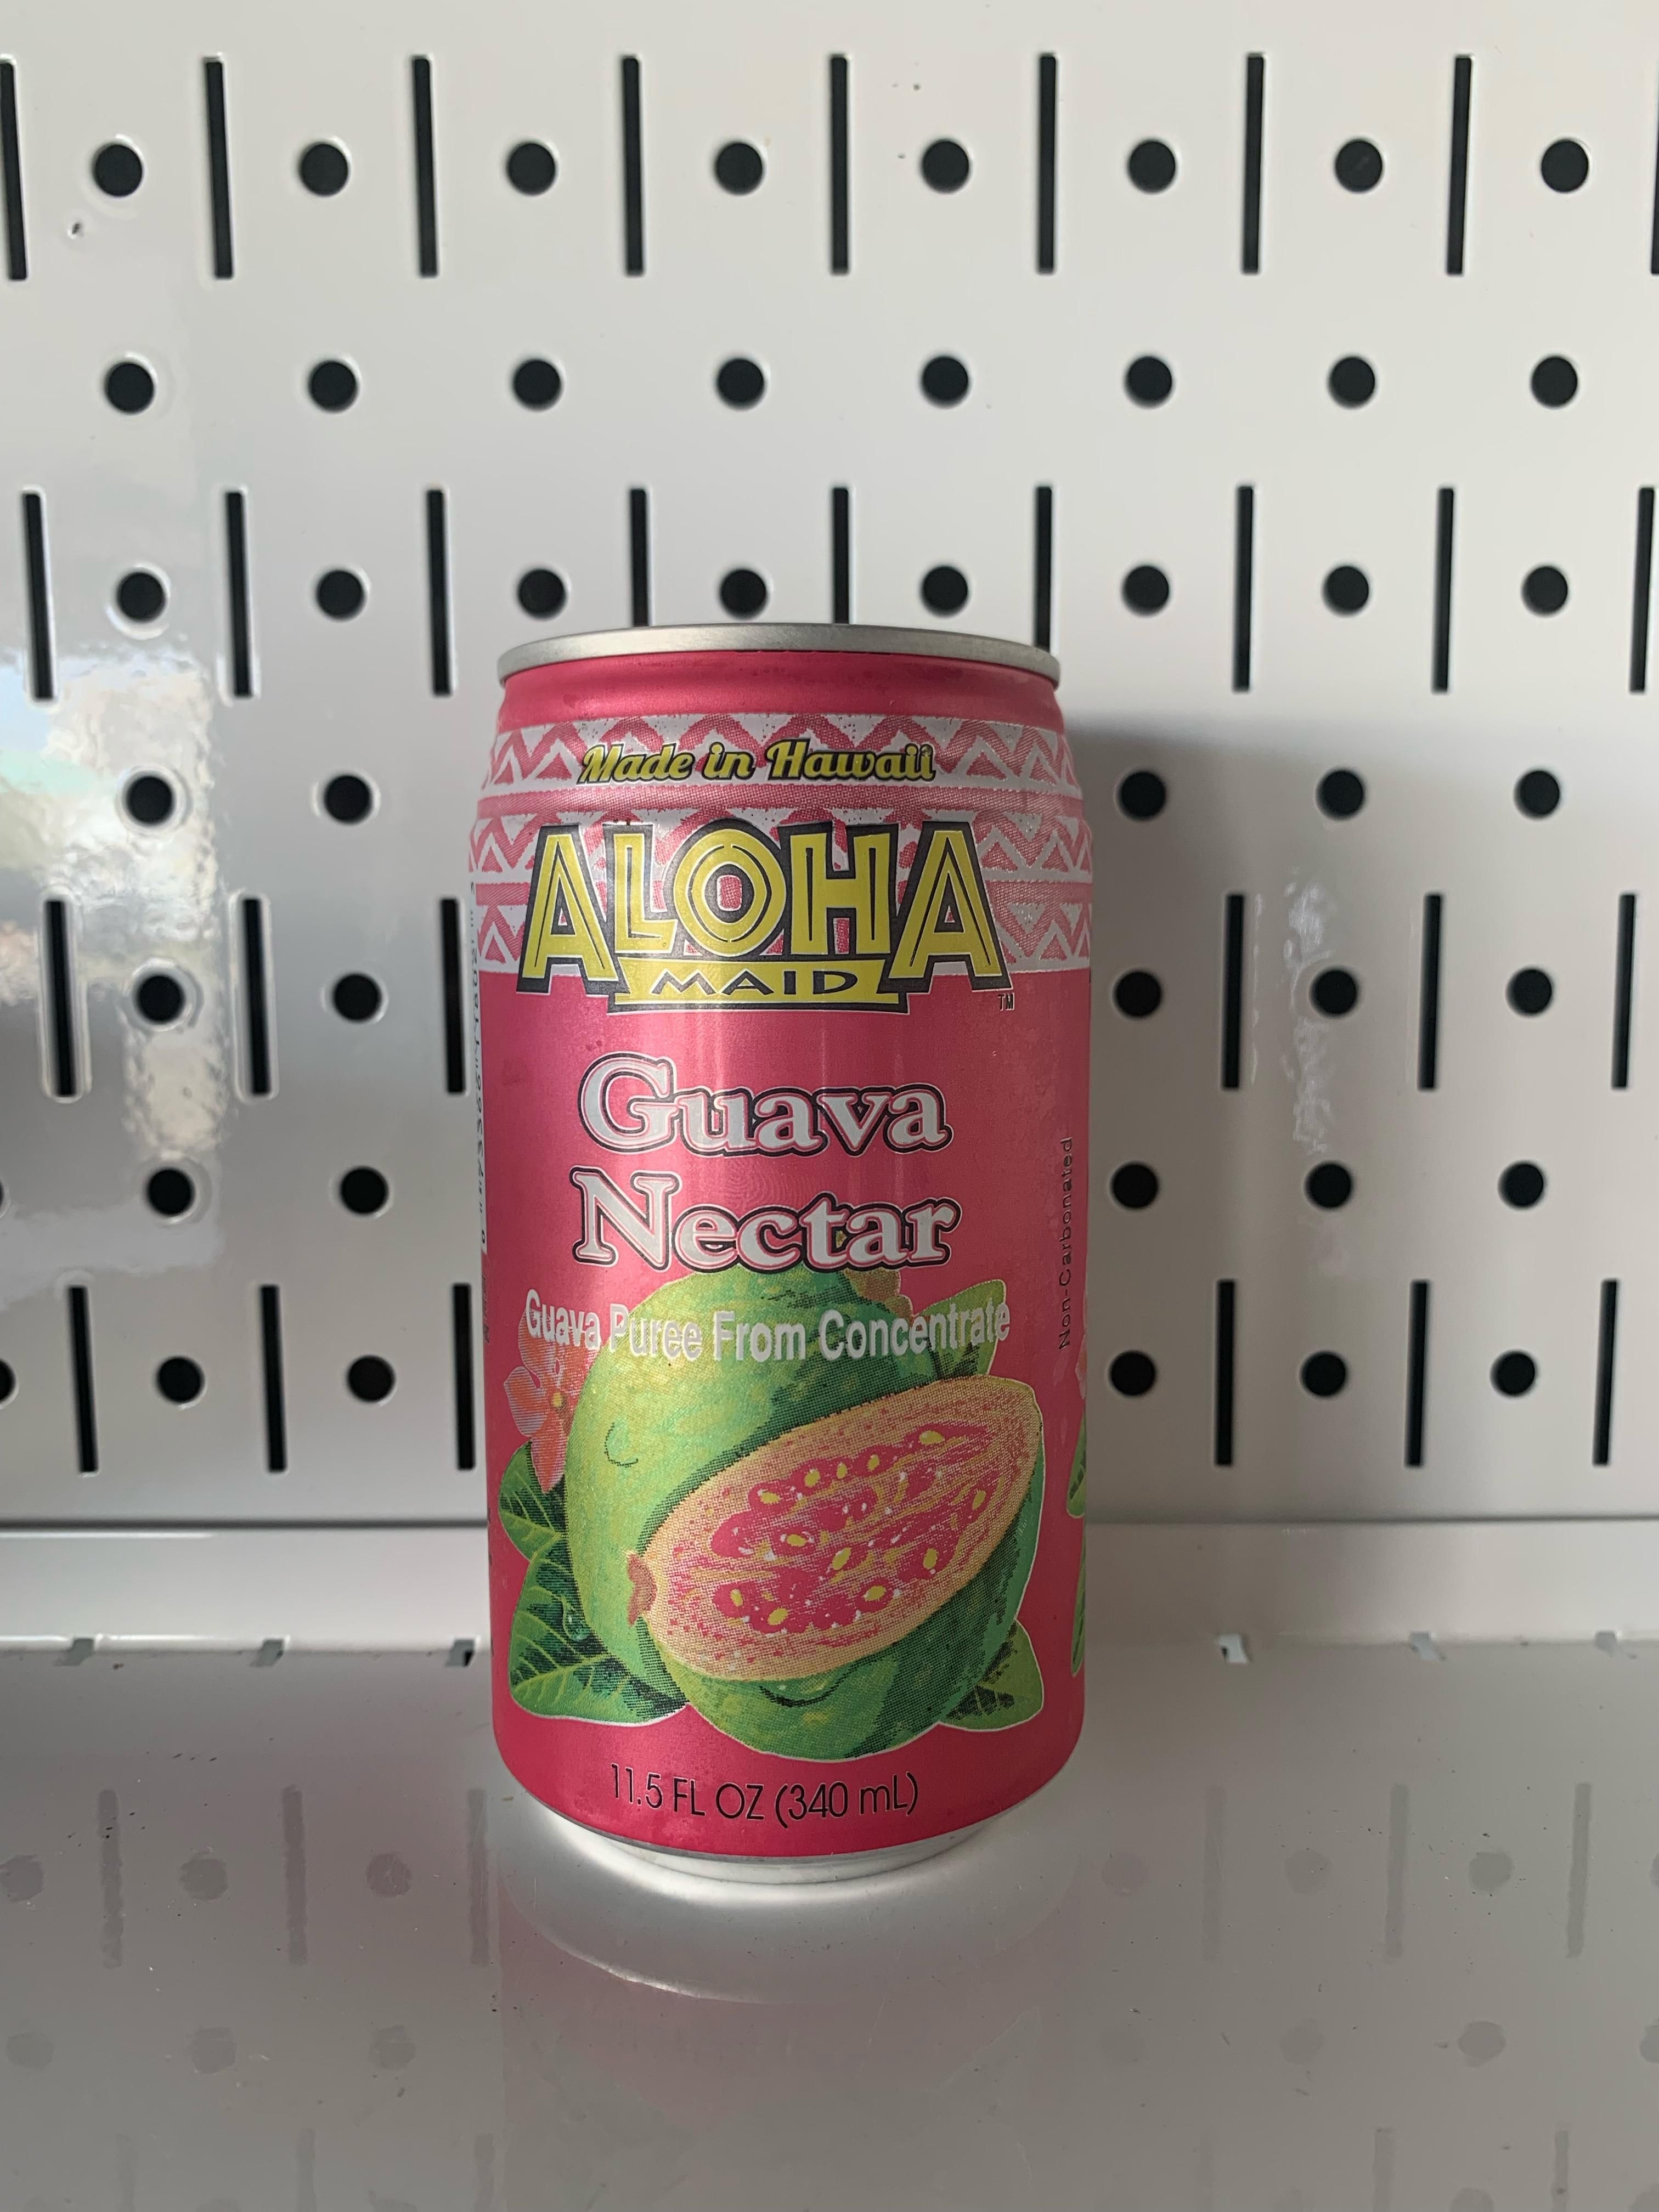 Made in Hawaii
ALOHA
MAID
TM
Guava
Nectar
Guava Puree From Concentrate
Non-Carbonated
11.5 FL OZ (340 mL)